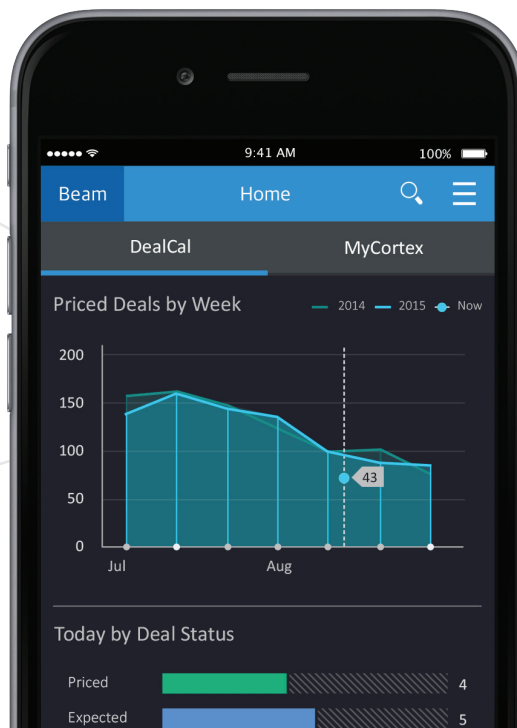 9:41 AM 100%
Beam Home
DealCal MyCortex
Priced Deals by Week 2014 2015 Now
200
150
100
50
0
43
Jul Aug
Today by Deal Status
Priced 4
Expected 5